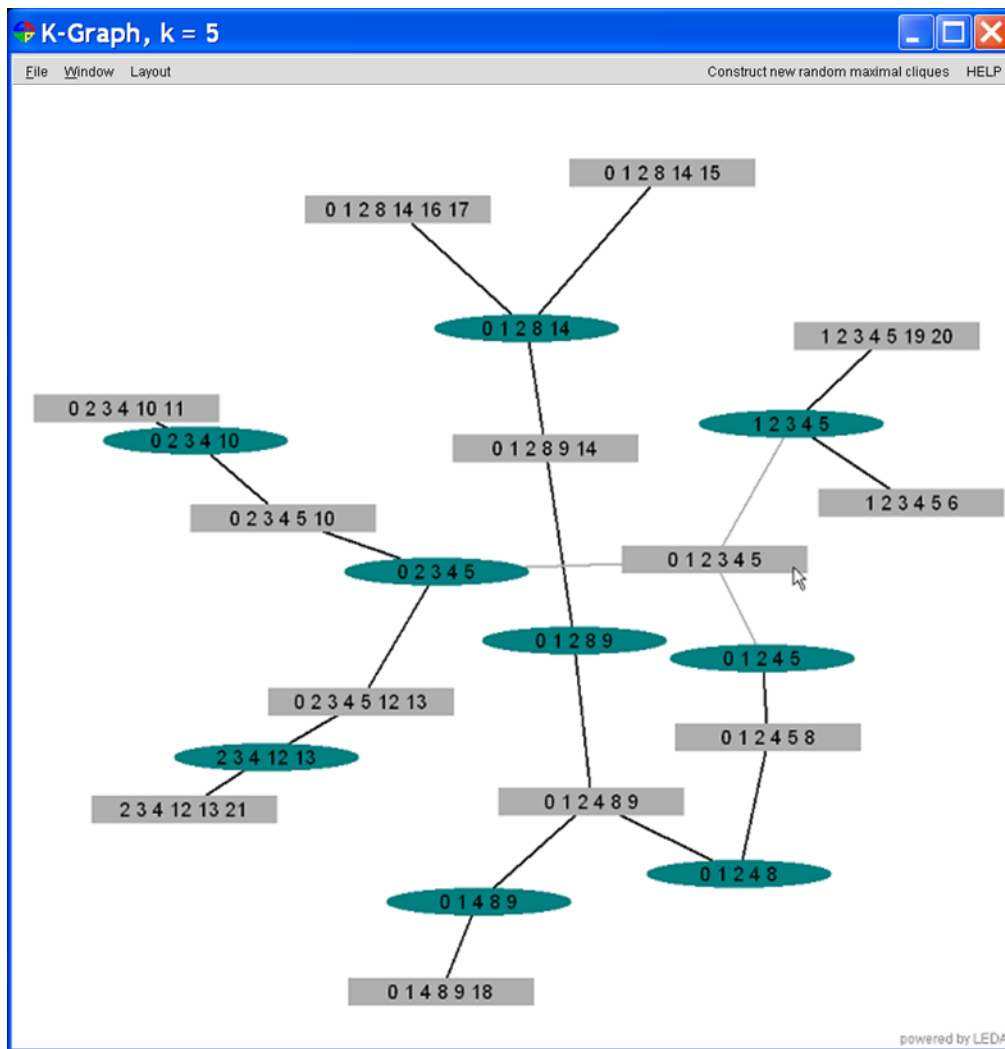 K-Graph, k = 5
File Window Layout Construct new random maximal cliques HELP
0 1 2 8 14 15
0 1 2 8 14 16 17
0 1 2 8 14
1 2 3 4 5 19 20
0 2 3 4 10 11
1 2 3 4 5
0 2 3 4 10
0 1 2 8 9 14
1 2 3 4 5 6
0 2 3 4 5 10
0 1 2 3 4 5
0 2 3 4 5
0 1 2 8 9
0 1 2 4 5
0 2 3 4 5 12 13
0 1 2 4 5 8
2 3 4 12 13
0 1 2 4 8 9
2 3 4 12 13 21
0 1 2 4 8
0 1 4 8 9
0 1 4 8 9 18
powered by LEDA